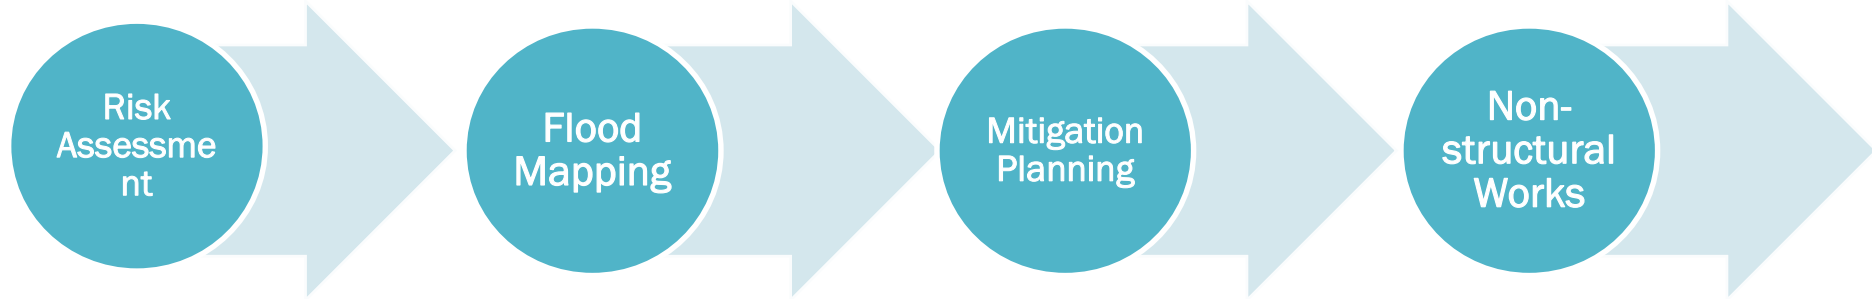 Risk
Assessme
nt
Flood
Mapping
Mitigation
Planning
Non-
structural
Works